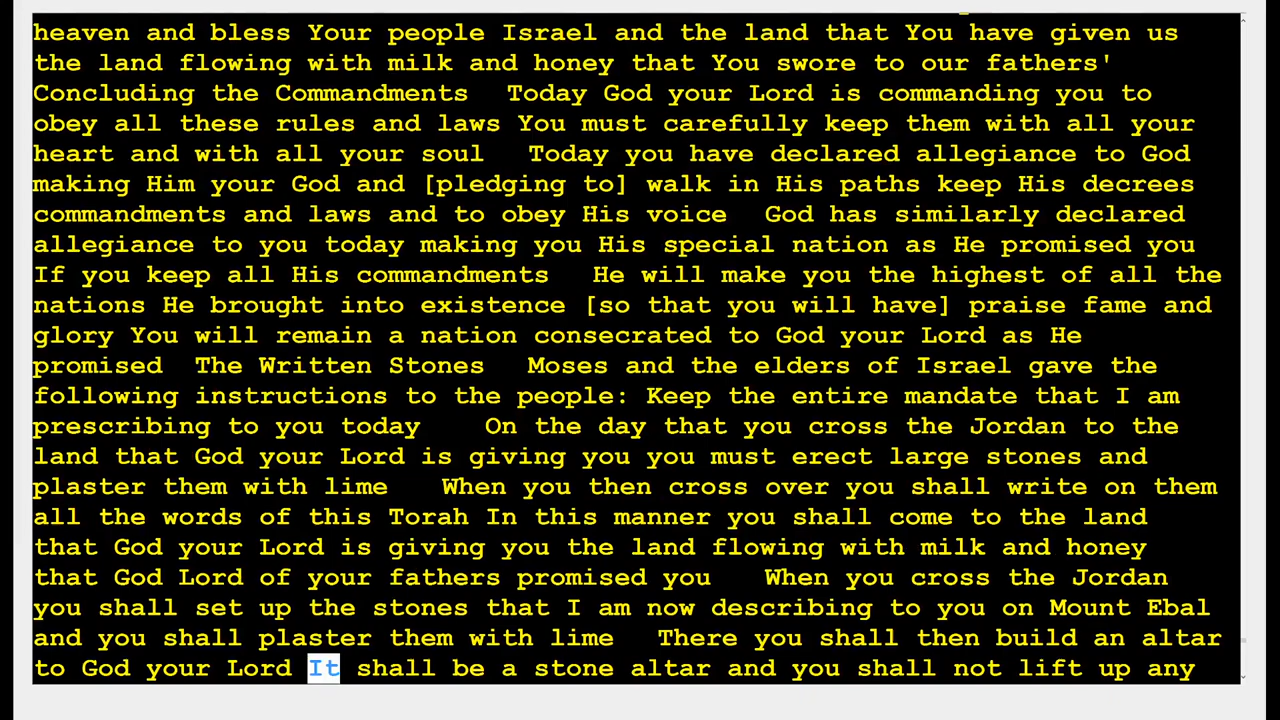 heaven and bless Your people Israel and the land that You have given us
the land flowing with milk and honey that You swore to our fathers'
Concluding the Commandments   Today God your Lord is commanding you to
obey all these rules and laws You must carefully keep them with all your
heart and with all your soul   Today you have declared allegiance to God
making Him your God and [pledging to] walk in His paths keep His decrees
commandments and laws and to obey His voice   God has similarly declared
allegiance to you today making you His special nation as He promised you
If you keep all His commandments   He will make you the highest of all the
nations He brought into existence [so that you will have] praise fame and
glory You will remain a nation consecrated to God your Lord as He
promised  The Written Stones   Moses and the elders of Israel gave the
following instructions to the people: Keep the entire mandate that I am
prescribing to you today     On the day that you cross the Jordan to the
land that God your Lord is giving you you must erect large stones and
plaster them with lime    When you then cross over you shall write on them
all the words of this Torah In this manner you shall come to the land
that God your Lord is giving you the land flowing with milk and honey
that God Lord of your fathers promised you    When you cross the Jordan
you shall set up the stones that I am now describing to you on Mount Ebal
and you shall plaster them with lime   There you shall then build an altar
to God your Lord It shall be a stone altar and you shall not lift up any